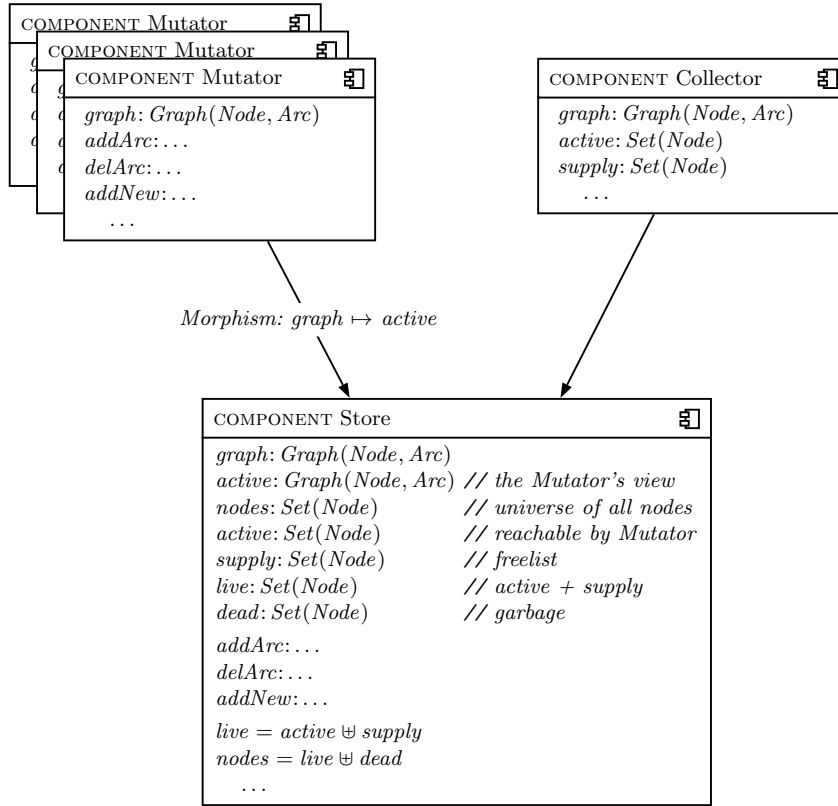 COMPONENT Mutator
COMPONENT Mutator
COMPONENT Mutator
graph: Graph(Node, Arc)
addArc: ...
delArc: ...
addNew: ...
...
COMPONENT Collector
graph: Graph(Node, Arc)
active: Set(Node)
supply: Set(Node)
...
Morphism: graph ↦ active
COMPONENT Store
graph: Graph(Node, Arc)
active: Graph(Node, Arc) // the Mutator's view
nodes: Set(Node) // universe of all nodes
active: Set(Node) // reachable by Mutator
supply: Set(Node) // freelist
live: Set(Node) // active + supply
dead: Set(Node) // garbage
addArc: ...
delArc: ...
addNew: ...
live = active ⊎ supply
nodes = live ⊎ dead
...